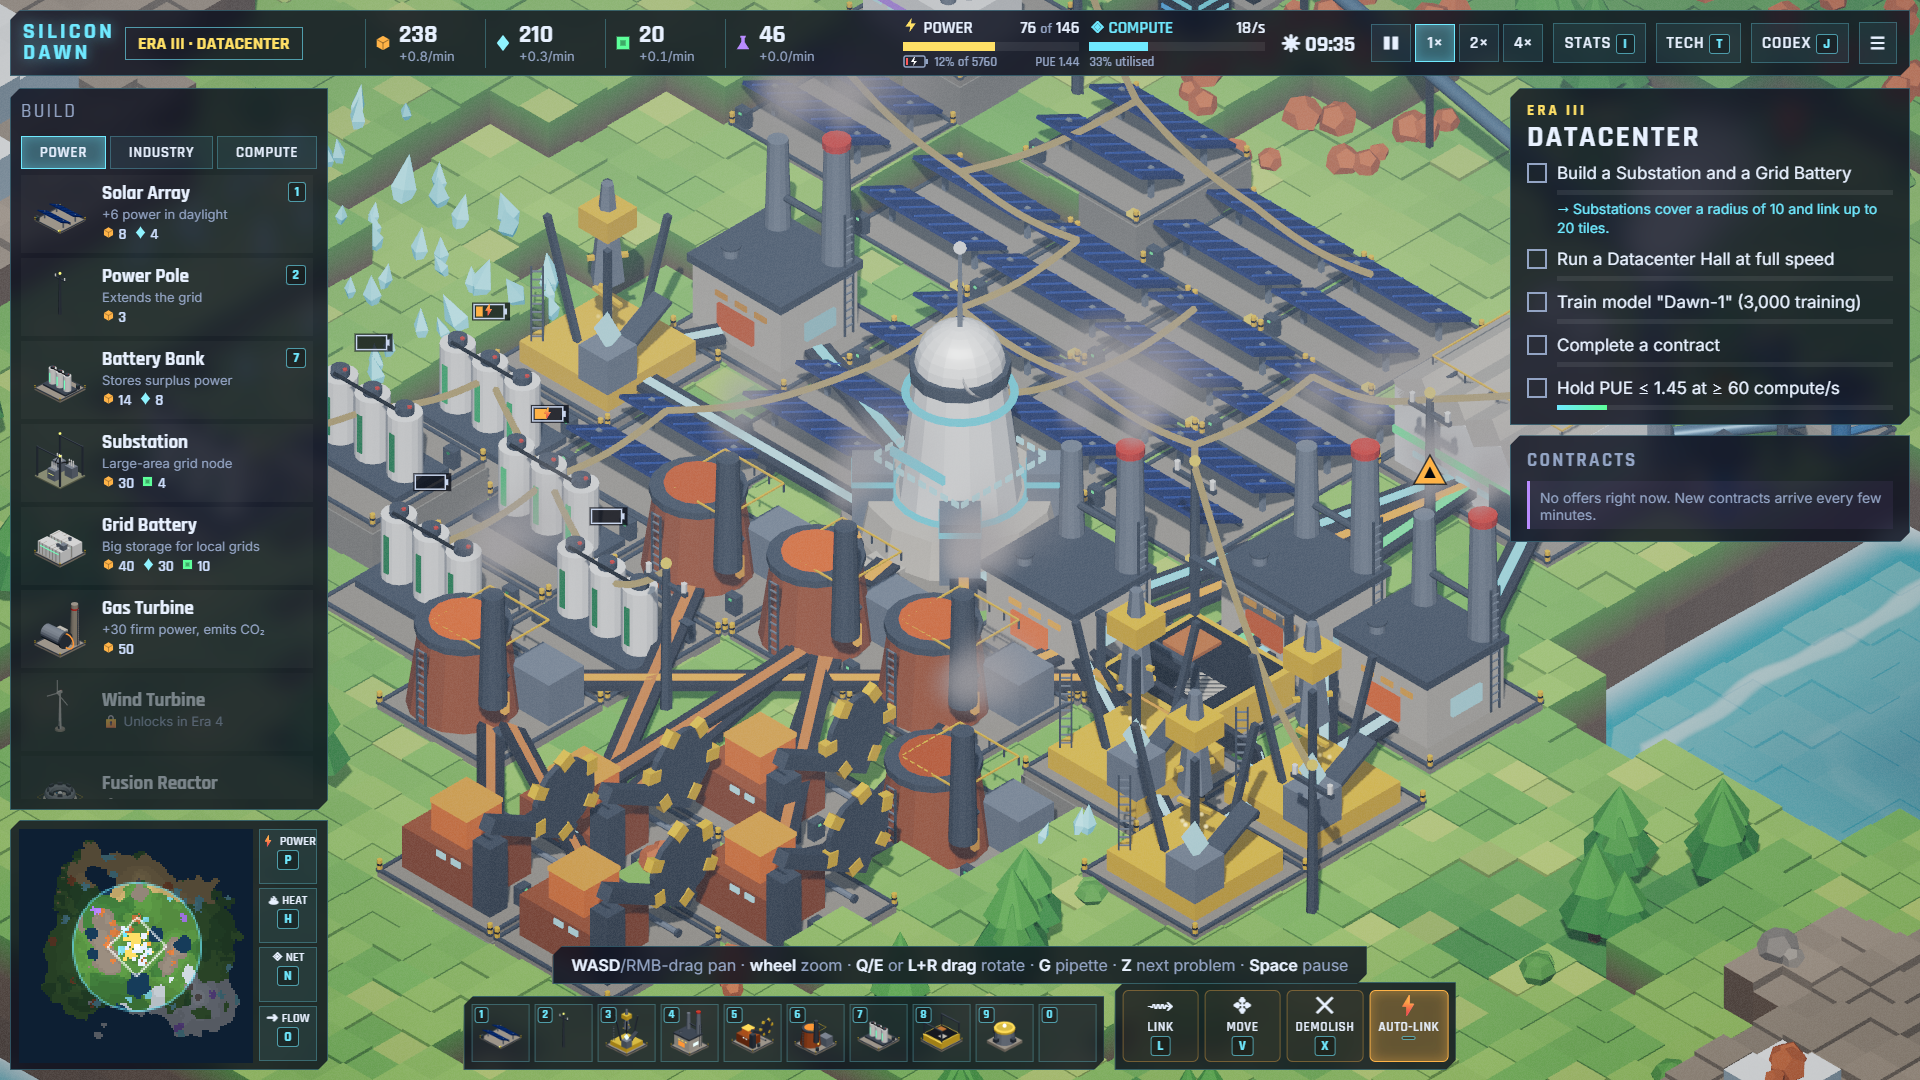 SILICON
DAWN
ERA III · DATACENTER
238
+0.8/min
210
+0.3/min
20
+0.1/min
46
+0.0/min
POWER
76 of 146
12% of 5760
PUE 1.44
COMPUTE
18/s
33% utilised
09:35
1×
2×
4×
STATS I
TECH T
CODEX J
BUILD
POWER
INDUSTRY
COMPUTE
Solar Array
1
+6 power in daylight
8 4
Power Pole
2
Extends the grid
3
Battery Bank
7
Stores surplus power
14 8
Substation
Large-area grid node
30 4
Grid Battery
Big storage for local grids
40 30 10
Gas Turbine
+30 firm power, emits CO₂
50
Wind Turbine
Unlocks in Era 4
Fusion Reactor
ERA III
DATACENTER
Build a Substation and a Grid Battery
→ Substations cover a radius of 10 and link up to
20 tiles.
Run a Datacenter Hall at full speed
Train model "Dawn-1" (3,000 training)
Complete a contract
Hold PUE ≤ 1.45 at ≥ 60 compute/s
CONTRACTS
No offers right now. New contracts arrive every few
minutes.
POWER
P
HEAT
H
NET
N
FLOW
O
WASD/RMB-drag pan · wheel zoom · Q/E or L+R drag rotate · G pipette · Z next problem · Space pause
1
2
3
4
5
6
7
8
9
0
LINK
L
MOVE
V
DEMOLISH
X
AUTO-LINK